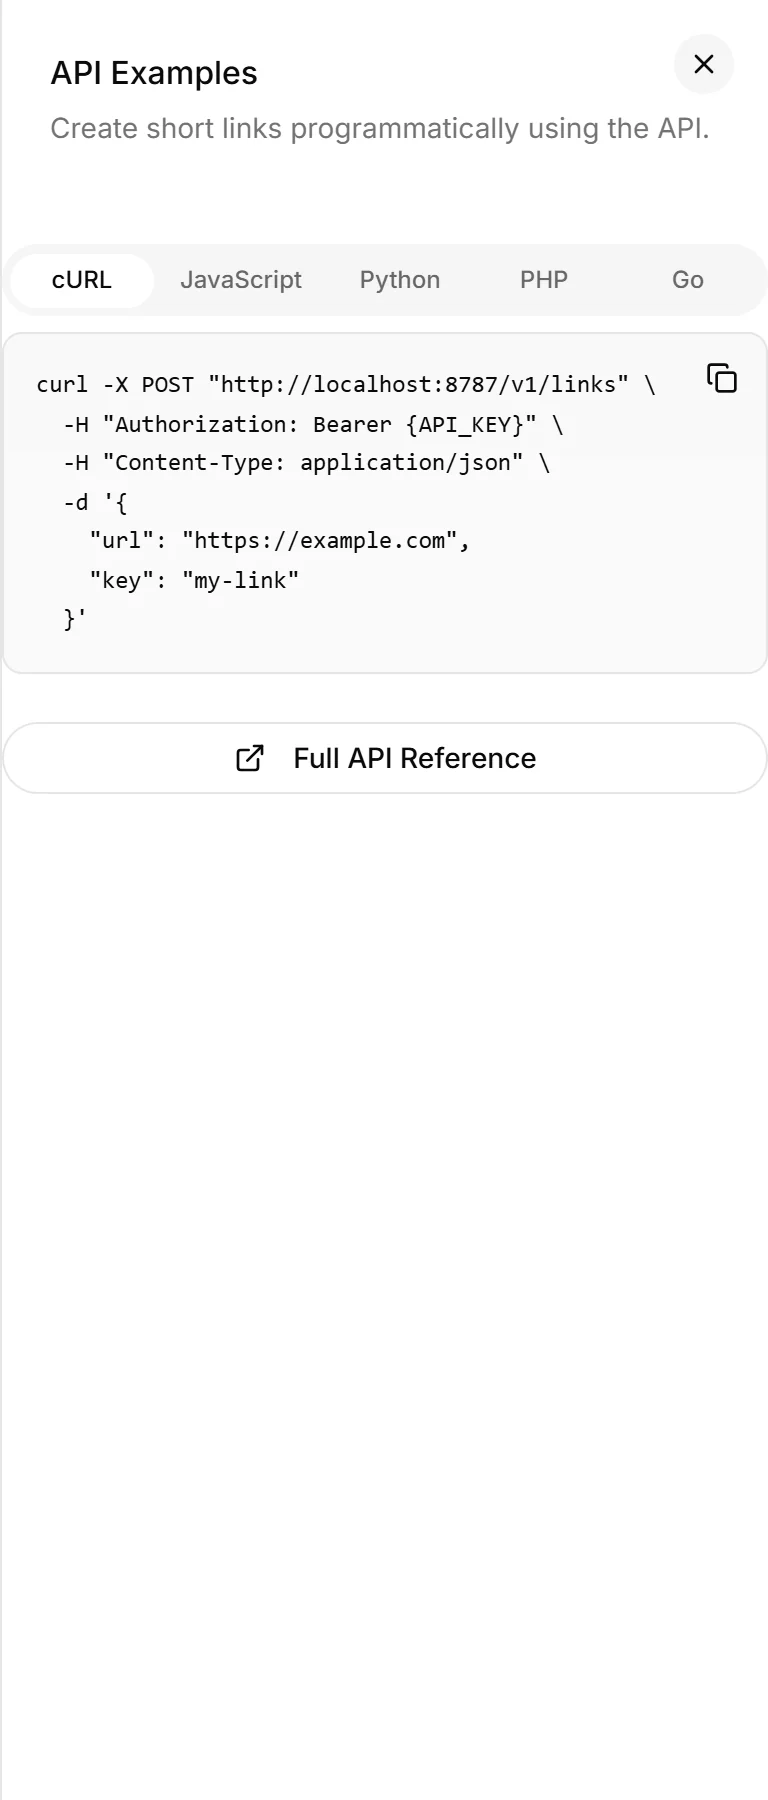 API Examples
Create short links programmatically using the API.
cURL JavaScript Python PHP Go
curl -X POST "http://localhost:8787/v1/links" \
  -H "Authorization: Bearer {API_KEY}" \
  -H "Content-Type: application/json" \
  -d '{
    "url": "https://example.com",
    "key": "my-link"
  }'
Full API Reference